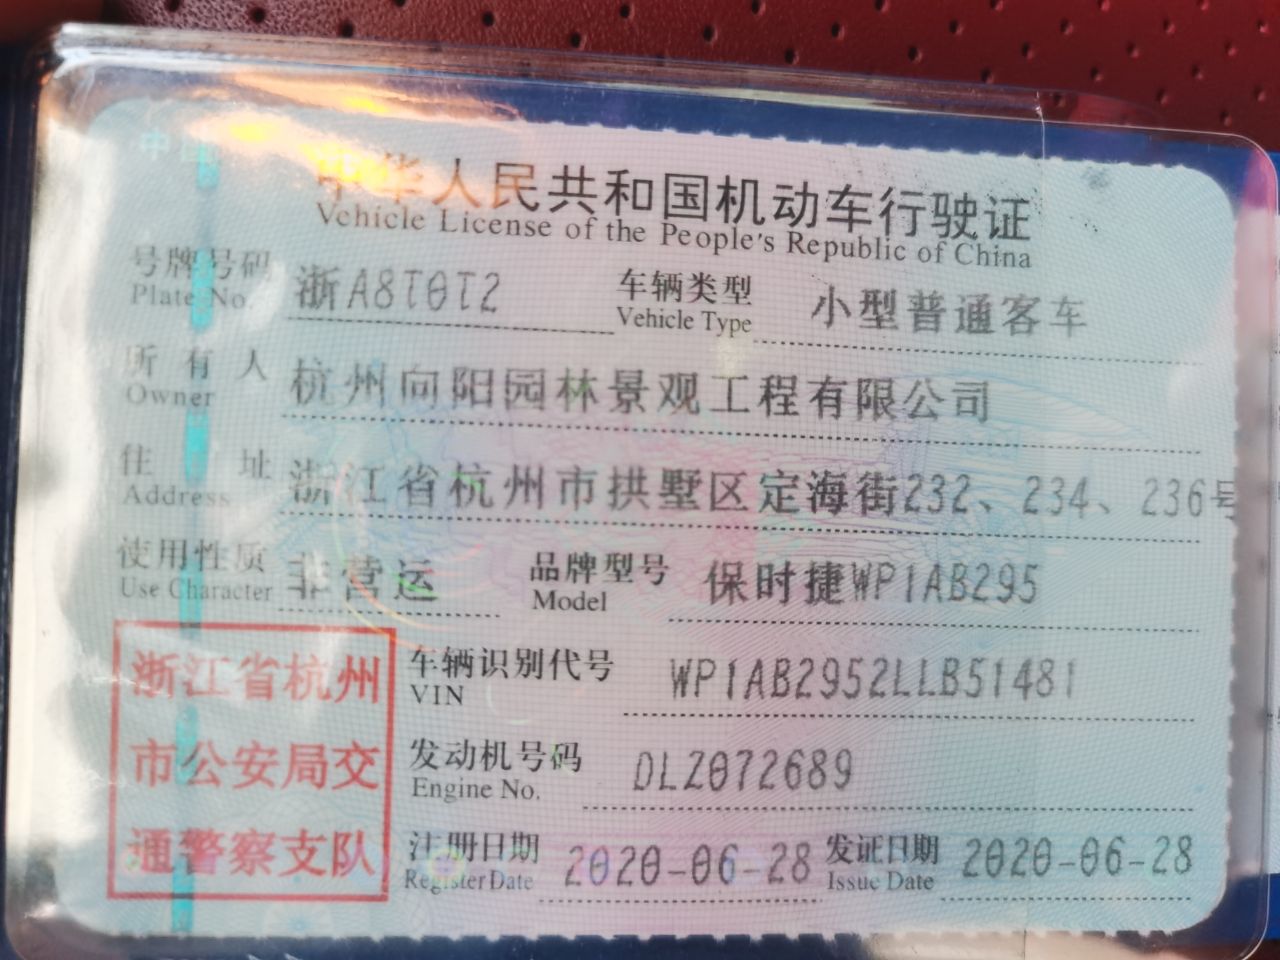 中华人民共和国机动车行驶证
Vehicle License of the People's Republic of China
号牌号码 浙A8T0T2 车辆类型 小型普通客车
Plate No. Vehicle Type
所有人 杭州向阳园林景观工程有限公司
Owner
住址 浙江省杭州市拱墅区定海街232、234、236号
Address
使用性质 非营运 品牌型号 保时捷WP1AB295
Use Character Model
车辆识别代号 WP1AB2952LLB51481
VIN
发动机号码 DLZ072689
Engine No.
注册日期 2020-06-28 发证日期 2020-06-28
Register Date Issue Date
浙江省杭州
市公安局交
通警察支队